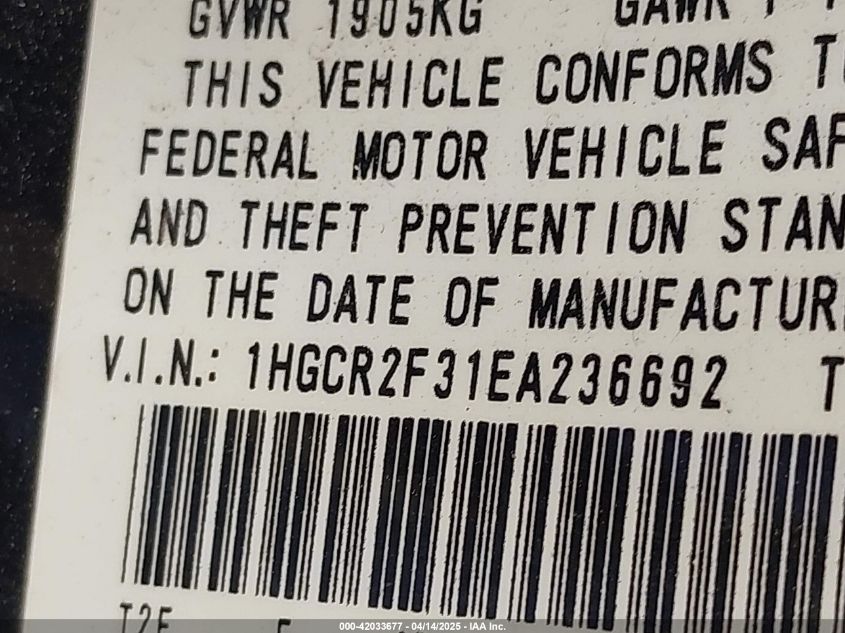 GVWR 1905KG GAWR F
THIS VEHICLE CONFORMS T
FEDERAL MOTOR VEHICLE SAF
AND THEFT PREVENTION STAN
ON THE DATE OF MANUFACTUR
V.I.N.: 1HGCR2F31EA236692 T
000-42033677 - 04/14/2025 - IAA Inc.